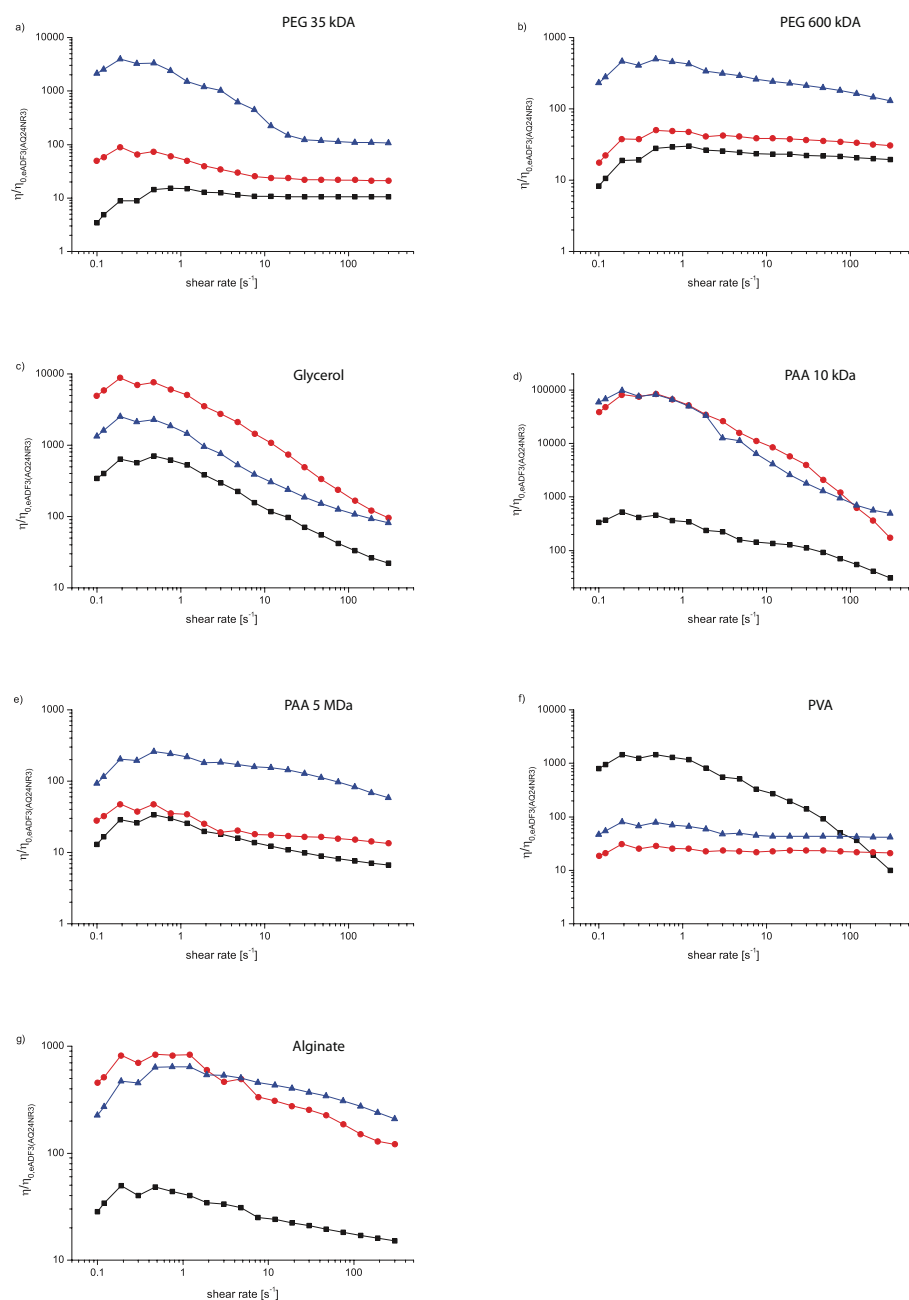 a)
PEG 35 kDA
10000
1000
100
10
1
η/η0,eADF3(AQ24NR3)
0.1 1 10 100
shear rate [s⁻¹]
b)
PEG 600 kDA
1000
100
10
1
η/η0,eADF3(AQ24NR3)
0.1 1 10 100
shear rate [s⁻¹]
c)
Glycerol
10000
1000
100
10
η/η0,eADF3(AQ24NR3)
0.1 1 10 100
shear rate [s⁻¹]
d)
PAA 10 kDa
100000
10000
1000
100
η/η0,eADF3(AQ24NR3)
0.1 1 10 100
shear rate [s⁻¹]
e)
PAA 5 MDa
1000
100
10
1
η/η0,eADF3(AQ24NR3)
0.1 1 10 100
shear rate [s⁻¹]
f)
PVA
10000
1000
100
10
1
η/η0,eADF3(AQ24NR3)
0.1 1 10 100
shear rate [s⁻¹]
g)
Alginate
1000
100
10
η/η0,eADF3(AQ24NR3)
0.1 1 10 100
shear rate [s⁻¹]